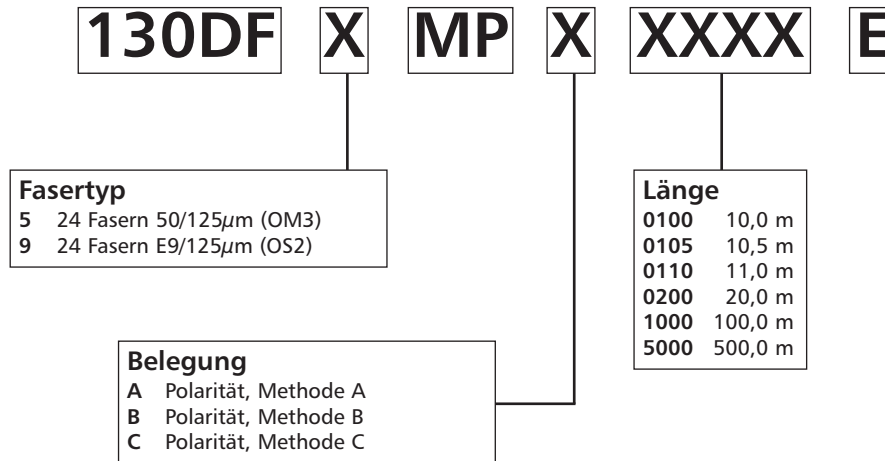 130DF X MP X XXXX E
Fasertyp
5 24 Fasern 50/125µm (OM3)
9 24 Fasern E9/125µm (OS2)
Länge
0100 10,0 m
0105 10,5 m
0110 11,0 m
0200 20,0 m
1000 100,0 m
5000 500,0 m
Belegung
A Polarität, Methode A
B Polarität, Methode B
C Polarität, Methode C